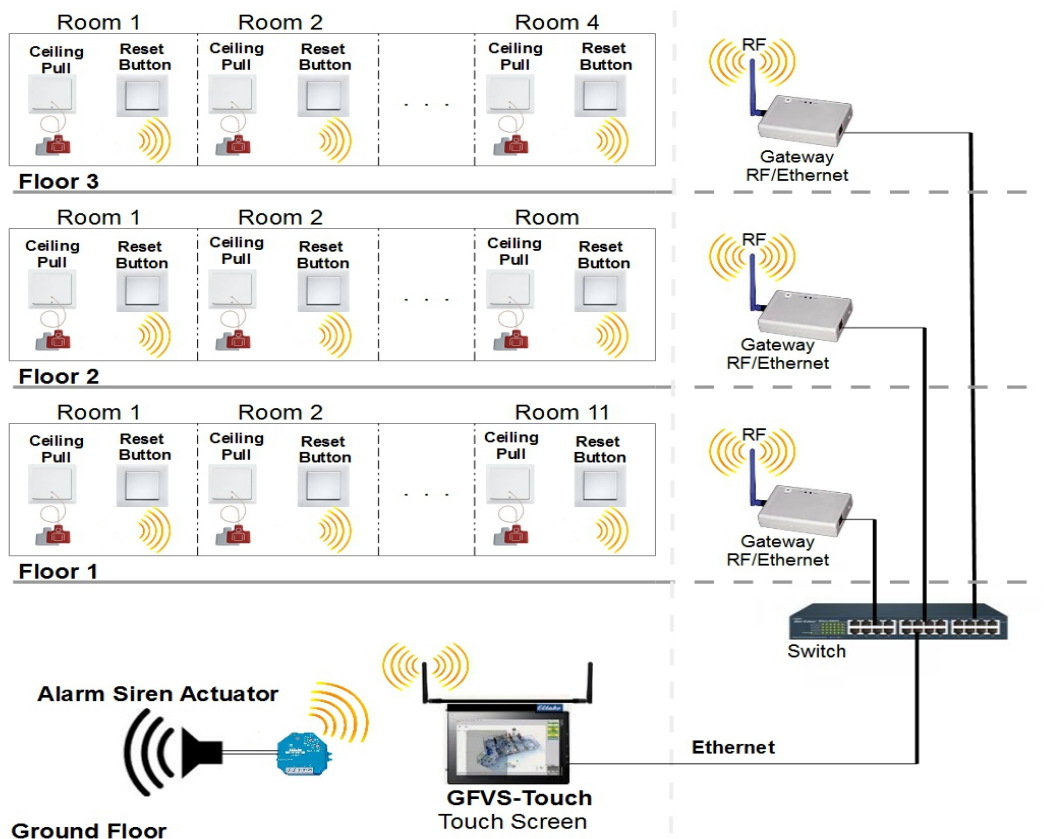 Room 1
Room 2
Room 4
Ceiling Pull
Reset Button
Ceiling Pull
Reset Button
. . .
Ceiling Pull
Reset Button
RF
Gateway
RF/Ethernet
Floor 3
Room 1
Room 2
Room
Ceiling Pull
Reset Button
Ceiling Pull
Reset Button
. . .
Ceiling Pull
Reset Button
RF
Gateway
RF/Ethernet
Floor 2
Room 1
Room 2
Room 11
Ceiling Pull
Reset Button
Ceiling Pull
Reset Button
. . .
Ceiling Pull
Reset Button
RF
Gateway
RF/Ethernet
Floor 1
Switch
Alarm Siren Actuator
Eltako
Ethernet
GFVS-Touch
Touch Screen
Ground Floor